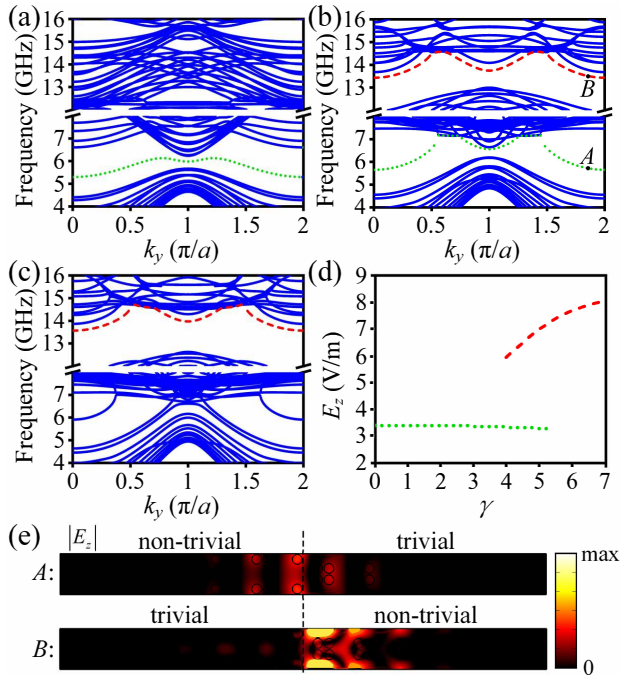 (a)
16
15
14
13
7
6
5
4
Frequency (GHz)
0 0.5 1 1.5 2
k_y (π/a)
(b)
16
15
14
13
7
6
5
4
Frequency (GHz)
B
A
0 0.5 1 1.5 2
k_y (π/a)
(c)
16
15
14
13
7
6
5
4
Frequency (GHz)
0 0.5 1 1.5 2
k_y (π/a)
(d)
9
8
7
6
5
4
3
2
E_z (V/m)
0 1 2 3 4 5 6 7
γ
(e)
|E_z| non-trivial trivial
A:
trivial non-trivial
B:
max
0